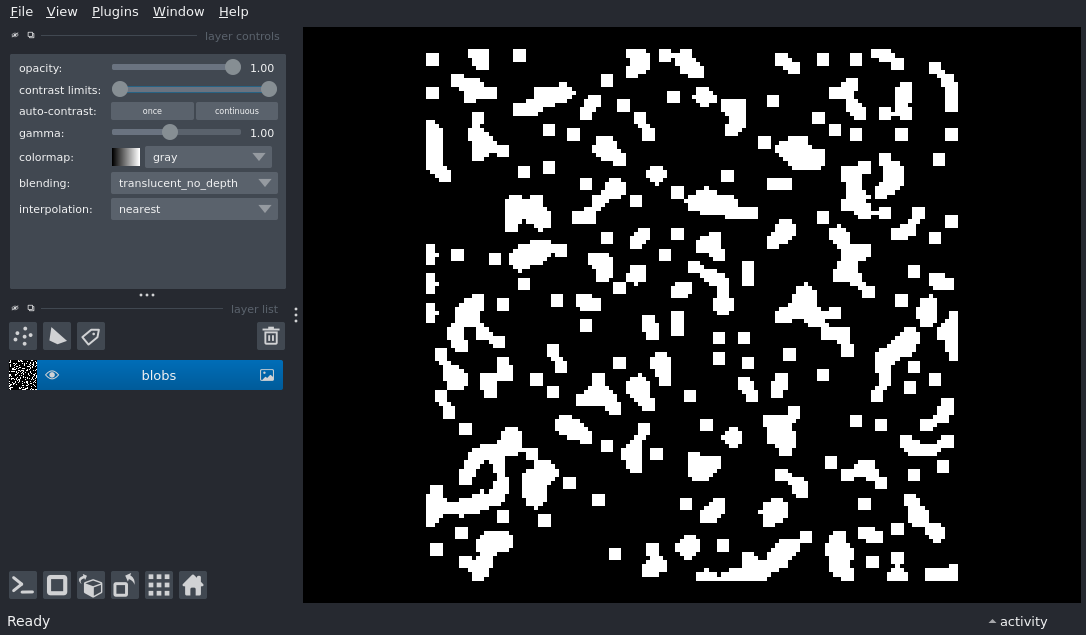 File View Plugins Window Help
layer controls
opacity: 1.00
contrast limits:
auto-contrast: once continuous
gamma: 1.00
colormap: gray
blending: translucent_no_depth
interpolation: nearest
layer list
blobs
Ready
activity